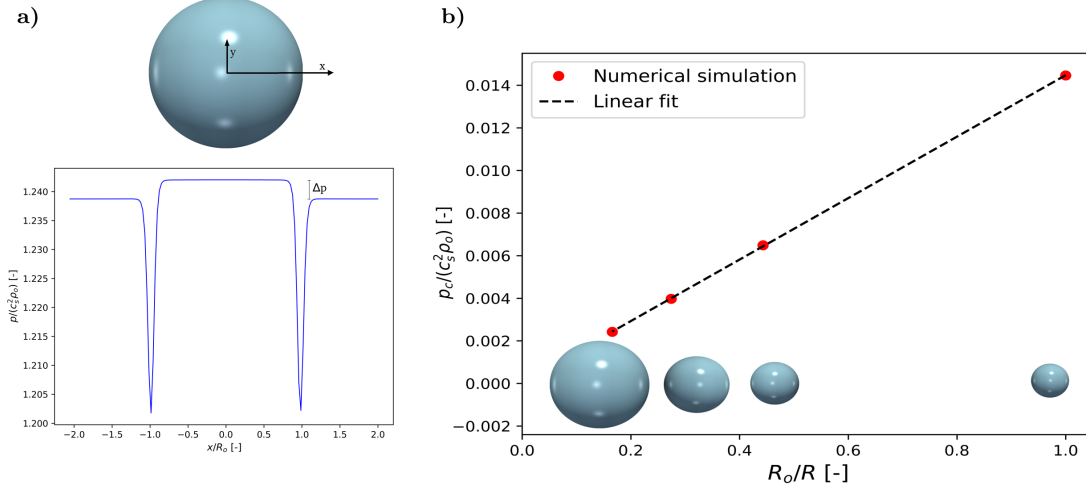 a)
y
x
1.240
1.235
1.230
1.225
1.220
1.215
1.210
1.205
1.200
p/(c_s^2 ρ_o) [-]
Δp
−2.0 −1.5 −1.0 −0.5 0.0 0.5 1.0 1.5 2.0
x/R_o [-]
b)
Numerical simulation
Linear fit
0.014
0.012
0.010
0.008
0.006
0.004
0.002
0.000
−0.002
p_c/(c_s^2 ρ_o) [-]
0.0 0.2 0.4 0.6 0.8 1.0
R_o/R [-]